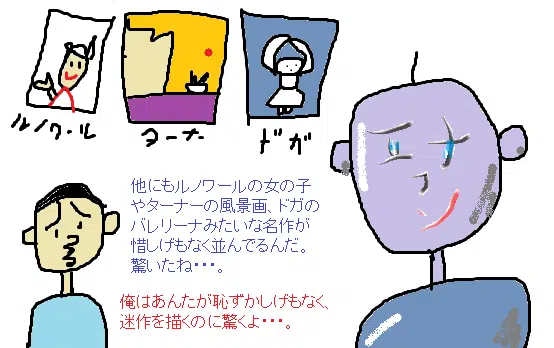 ルノワール
ターナー
ドガ
他にもルノワールの女の子
やターナーの風景画、ドガの
バレリーナみたいな名作が
惜しげもなく並んでるんだ。
驚いたね・・・。
俺はあんたが恥ずかしげもなく、
迷作を描くのに驚くよ・・・。